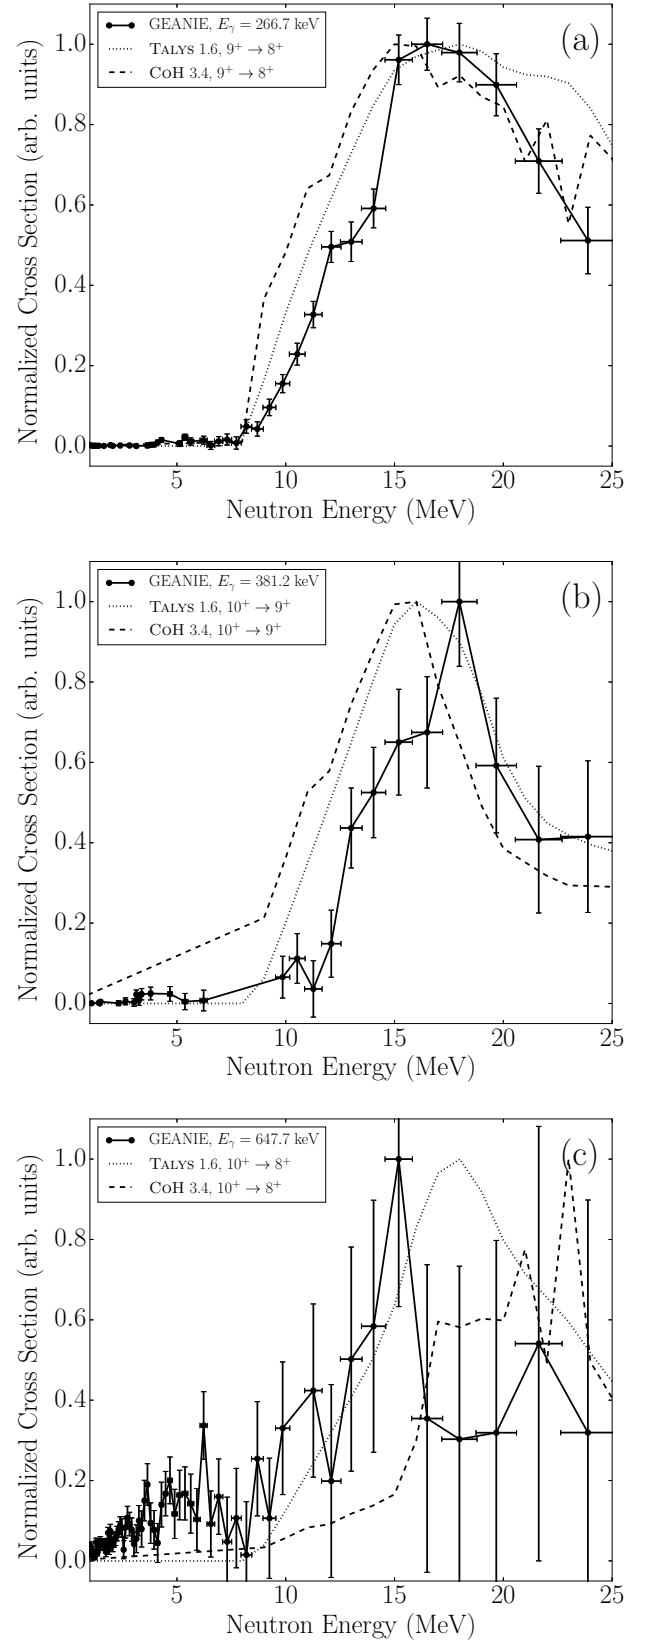 GEANIE, Eγ = 266.7 keV
TALYS 1.6, 9⁺ → 8⁺
COH 3.4, 9⁺ → 8⁺
(a)
Normalized Cross Section (arb. units)
1.0
0.8
0.6
0.4
0.2
0.0
5 10 15 20 25
Neutron Energy (MeV)
GEANIE, Eγ = 381.2 keV
TALYS 1.6, 10⁺ → 9⁺
COH 3.4, 10⁺ → 9⁺
(b)
Normalized Cross Section (arb. units)
1.0
0.8
0.6
0.4
0.2
0.0
5 10 15 20 25
Neutron Energy (MeV)
GEANIE, Eγ = 647.7 keV
TALYS 1.6, 10⁺ → 8⁺
COH 3.4, 10⁺ → 8⁺
(c)
Normalized Cross Section (arb. units)
1.0
0.8
0.6
0.4
0.2
0.0
5 10 15 20 25
Neutron Energy (MeV)